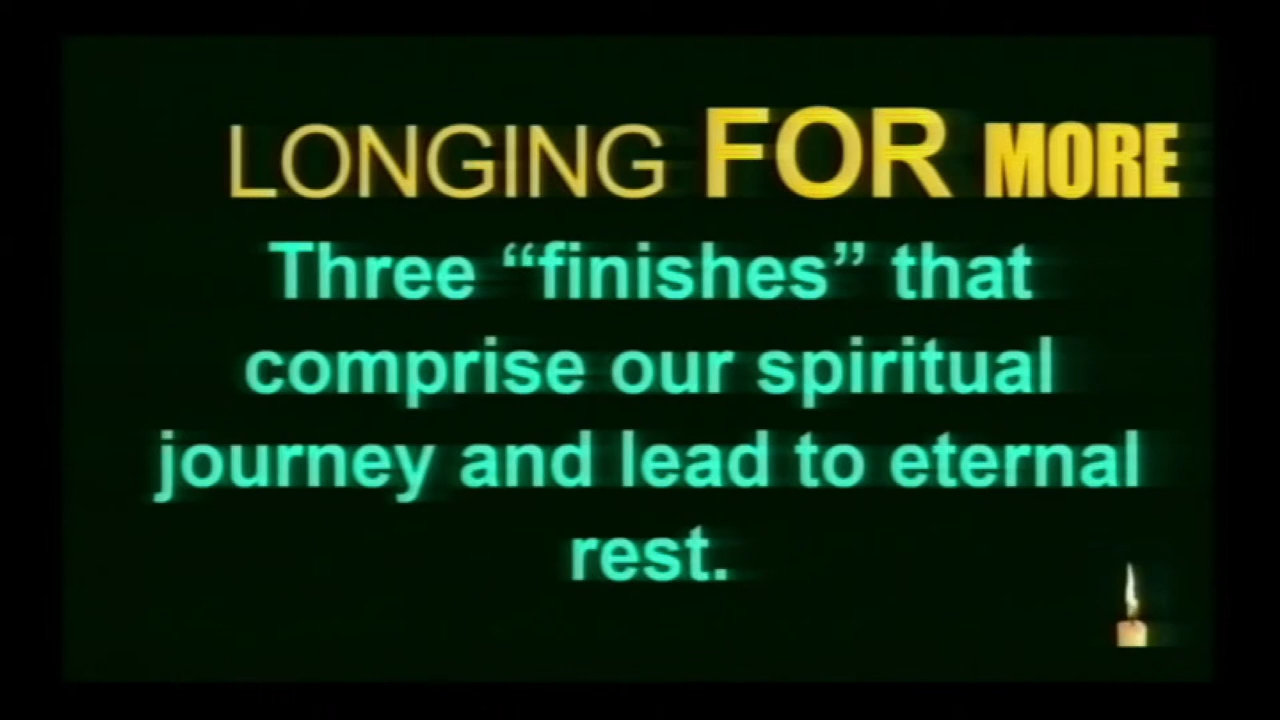 LONGING FOR MORE
Three “finishes” that
comprise our spiritual
journey and lead to eternal
rest.